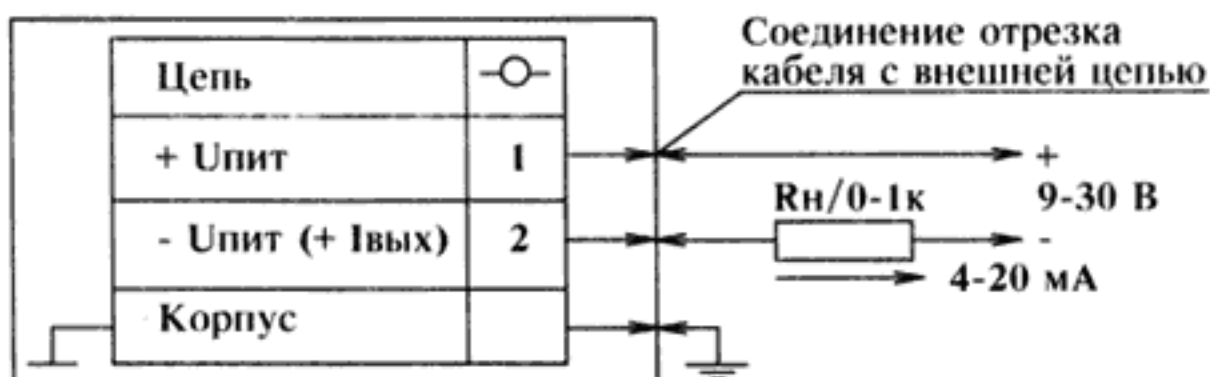 Соединение отрезка
кабеля с внешней цепью
Цепь
+ Uпит 1
- Uпит (+ Iвых) 2
Корпус
+
9-30 В
-
Rн/0-1к
4-20 мА